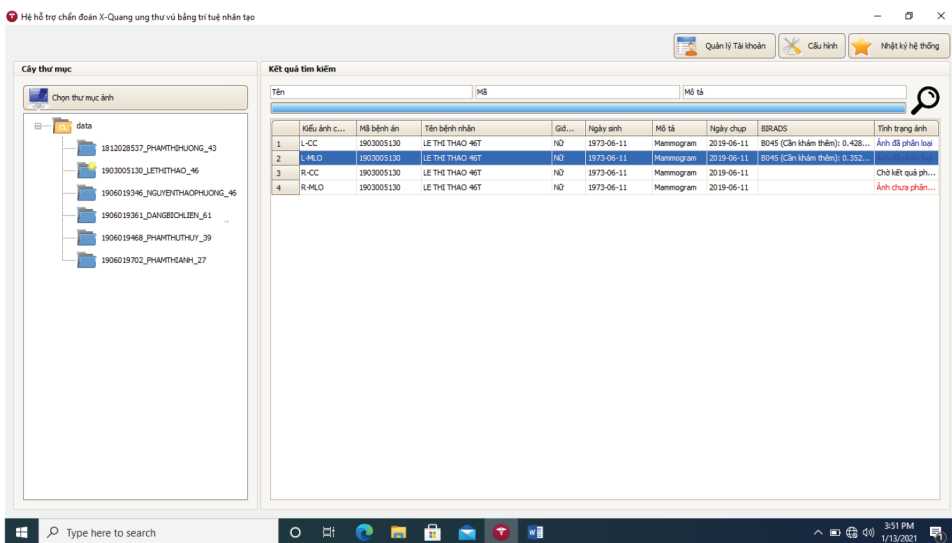 Hệ hỗ trợ chẩn đoán X-Quang ung thư vú bằng trí tuệ nhân tạo
Quản lý Tài khoản Cấu hình Nhật ký hệ thống
Cây thư mục
Chọn thư mục ảnh
data
1812028537_PHAMTHIHUONG_43
1903005130_LETHITHAO_46
1906019346_NGUYENTHAOPHUONG_46
1906019361_DANGBICHLIEN_61
1906019468_PHAMTHUTHUY_39
1906019702_PHAMTHIANH_27
Kết quả tìm kiếm
Tên Mã Mô tả
Kiểu ảnh c... Mã bệnh án Tên bệnh nhân Giớ... Ngày sinh Mô tả Ngày chụp BIRADS Tình trạng ảnh
1 L-CC 1903005130 LE THI THAO 46T Nữ 1973-06-11 Mammogram 2019-06-11 B045 (Cần khám thêm): 0.428... Ảnh đã phân loại
2 L-MLO 1903005130 LE THI THAO 46T Nữ 1973-06-11 Mammogram 2019-06-11 B045 (Cần khám thêm): 0.352... Ảnh đã phân loại
3 R-CC 1903005130 LE THI THAO 46T Nữ 1973-06-11 Mammogram 2019-06-11 Chờ kết quả ph...
4 R-MLO 1903005130 LE THI THAO 46T Nữ 1973-06-11 Mammogram 2019-06-11 Ảnh chưa phân...
Type here to search
3:51 PM
1/13/2021